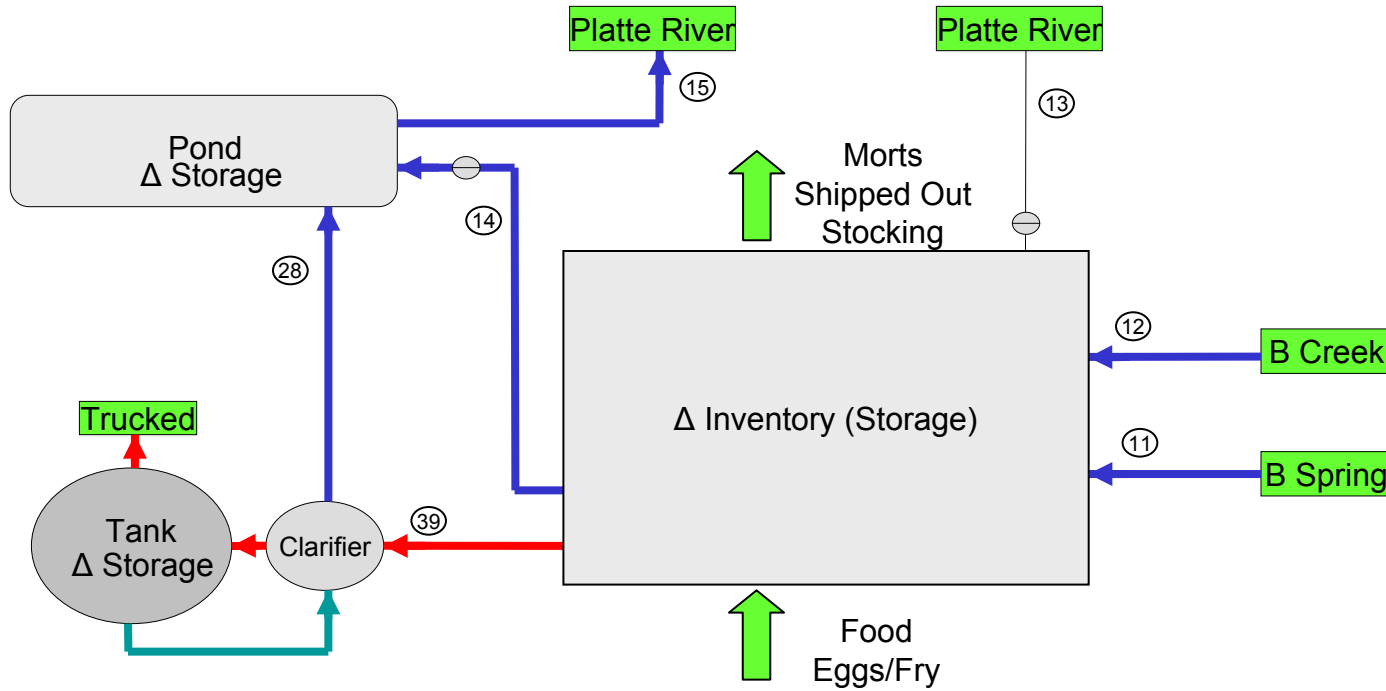 Platte River
Platte River
15
13
Pond
Δ Storage
Morts
Shipped Out
Stocking
14
28
12
B Creek
Δ Inventory (Storage)
Trucked
11
B Spring
39
Tank
Δ Storage
Clarifier
Food
Eggs/Fry